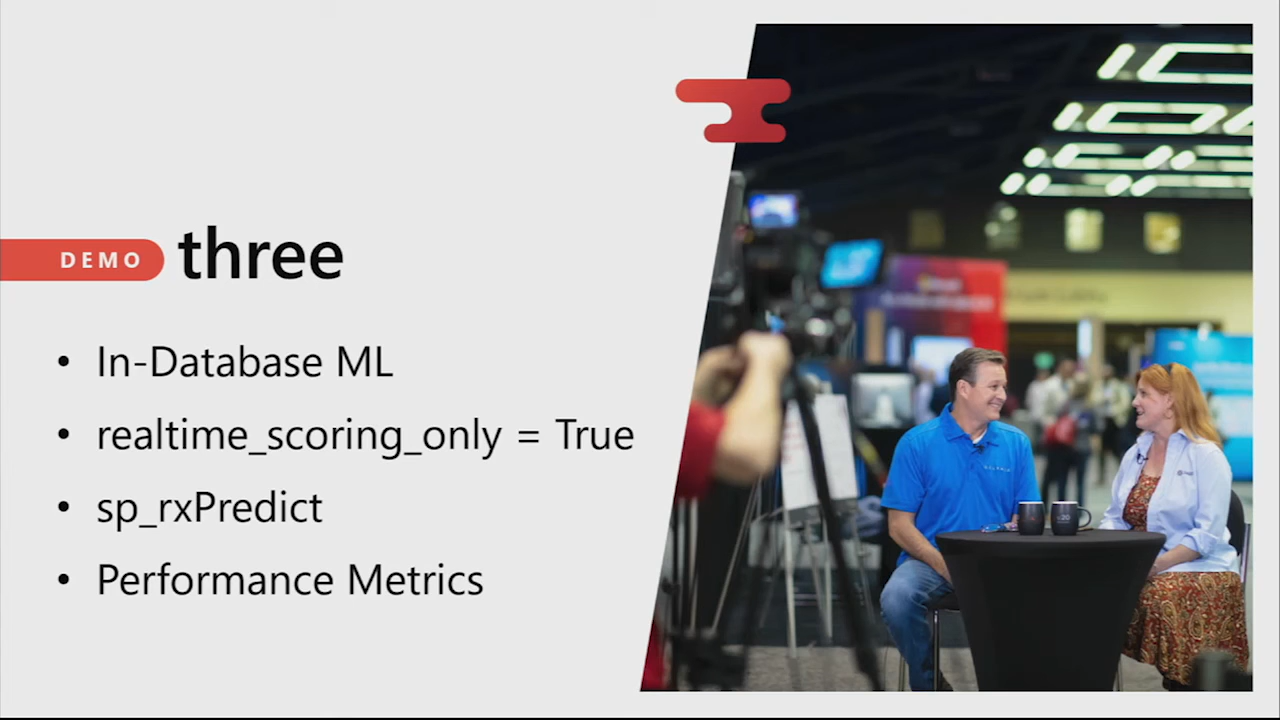 DEMO three
• In-Database ML
• realtime_scoring_only = True
• sp_rxPredict
• Performance Metrics